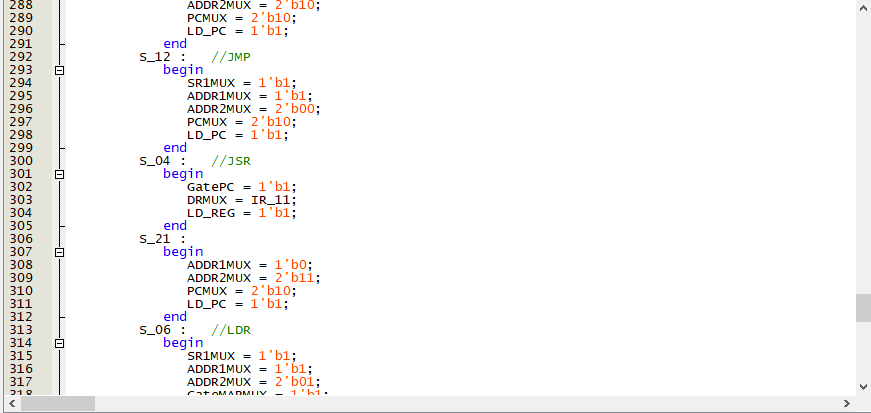 288 ADDR2MUX = 2'b10;
289 PCMUX = 2'b10;
290 LD_PC = 1'b1;
291 end
292 S_12 : //JMP
293 begin
294 SR1MUX = 1'b1;
295 ADDR1MUX = 1'b1;
296 ADDR2MUX = 2'b00;
297 PCMUX = 2'b10;
298 LD_PC = 1'b1;
299 end
300 S_04 : //JSR
301 begin
302 GatePC = 1'b1;
303 DRMUX = IR_11;
304 LD_REG = 1'b1;
305 end
306 S_21 :
307 begin
308 ADDR1MUX = 1'b0;
309 ADDR2MUX = 2'b11;
310 PCMUX = 2'b10;
311 LD_PC = 1'b1;
312 end
313 S_06 : //LDR
314 begin
315 SR1MUX = 1'b1;
316 ADDR1MUX = 1'b1;
317 ADDR2MUX = 2'b01;
318 GateMARMUX = 1'b1;